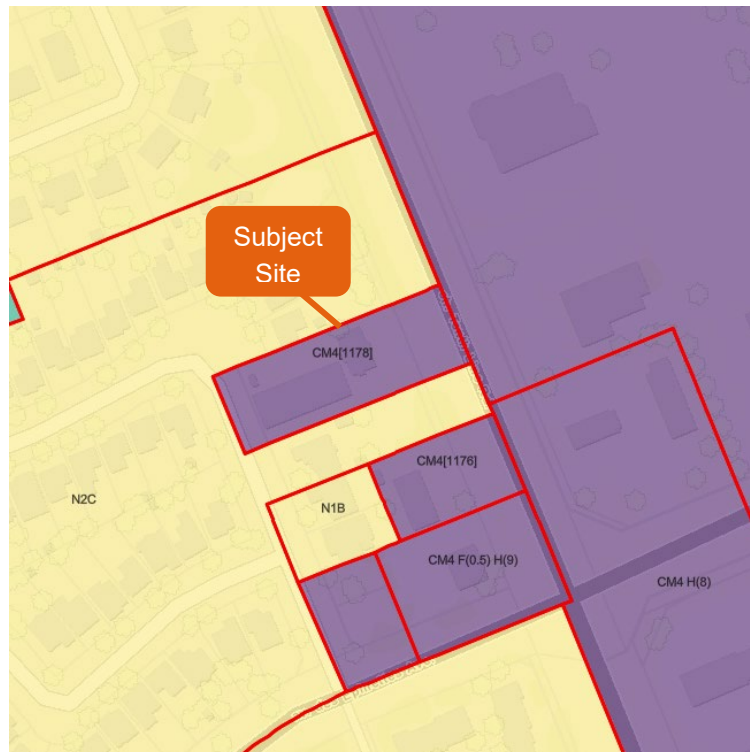 Subject
Site
CM4[1178]
CM4[1176]
N2C
N1B
CM4 F(0.5) H(9)
CM4 H(8)